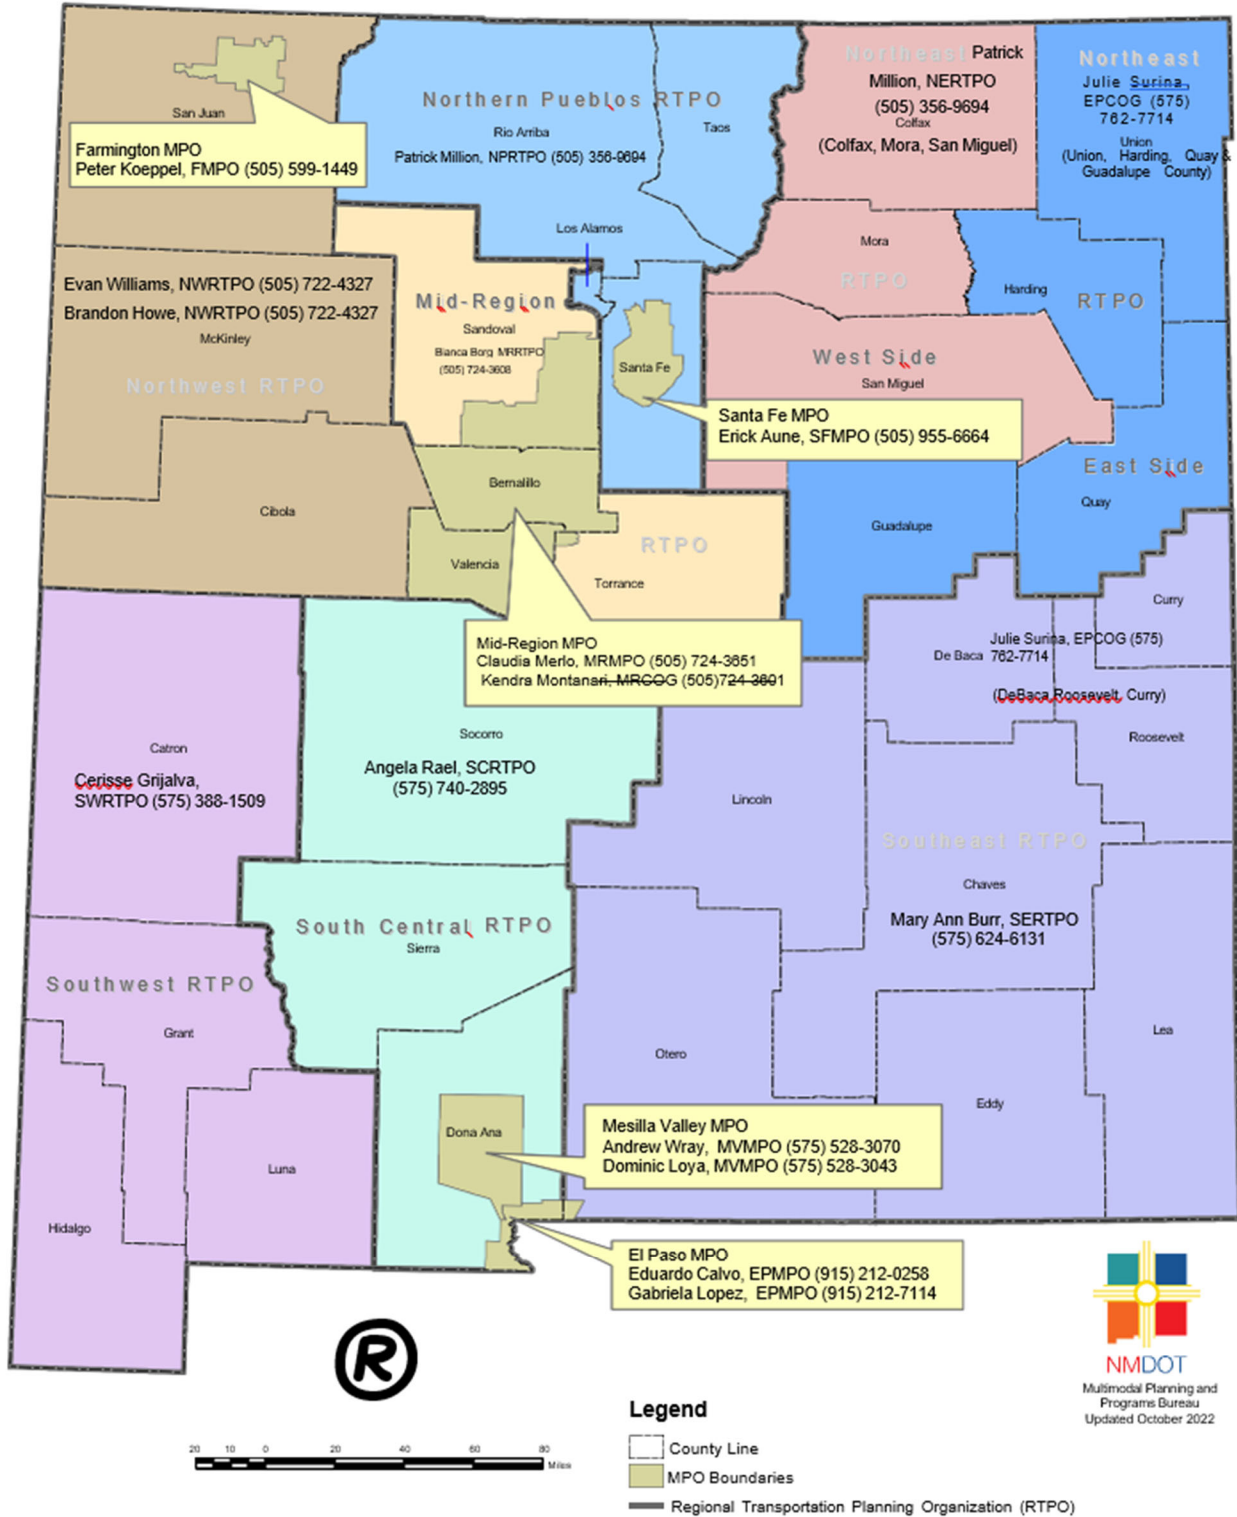 Northeast Patrick
Million, NERTPO
(505) 356-9694
Colfax
(Colfax, Mora, San Miguel)
Northeast
Julie Surina,
EPCOG (575)
762-7714
Union
(Union, Harding, Quay &
Guadalupe County)
San Juan
Farmington MPO
Peter Koeppel, FMPO (505) 599-1449
Northern Pueblos RTPO
Rio Arriba
Taos
Patrick Million, NPRTPO (505) 356-9694
Los Alamos
Mora
RTPO
Harding
RTPO
Evan Williams, NWRTPO (505) 722-4327
Brandon Howe, NWRTPO (505) 722-4327
McKinley
Northwest RTPO
Mid-Region
Sandoval
Bianca Borg MRRTPO
(505) 724-3608
Santa Fe
West Side
San Miguel
Santa Fe MPO
Erick Aune, SFMPO (505) 955-6664
East Side
Quay
Guadalupe
Cibola
Bernalillo
Valencia
RTPO
Torrance
Mid-Region MPO
Claudia Merlo, MRMPO (505) 724-3651
Kendra Montanari, MRCOG (505)724-3601
Curry
De Baca
Julie Surina, EPCOG (575)
762-7714
(DeBaca,Roosevelt, Curry)
Roosevelt
Catron
Cerisse Grijalva,
SWRTPO (575) 388-1509
Socorro
Angela Rael, SCRTPO
(575) 740-2895
Lincoln
Southeast RTPO
Chaves
Mary Ann Burr, SERTPO
(575) 624-6131
South Central RTPO
Sierra
Southwest RTPO
Grant
Otero
Lea
Eddy
Dona Ana
Mesilla Valley MPO
Andrew Wray, MVMPO (575) 528-3070
Dominic Loya, MVMPO (575) 528-3043
Luna
Hidalgo
El Paso MPO
Eduardo Calvo, EPMPO (915) 212-0258
Gabriela Lopez, EPMPO (915) 212-7114
®
NMDOT
Multimodal Planning and
Programs Bureau
Updated October 2022
Legend
County Line
MPO Boundaries
Regional Transportation Planning Organization (RTPO)
20 10 0 20 40 60 80
Miles